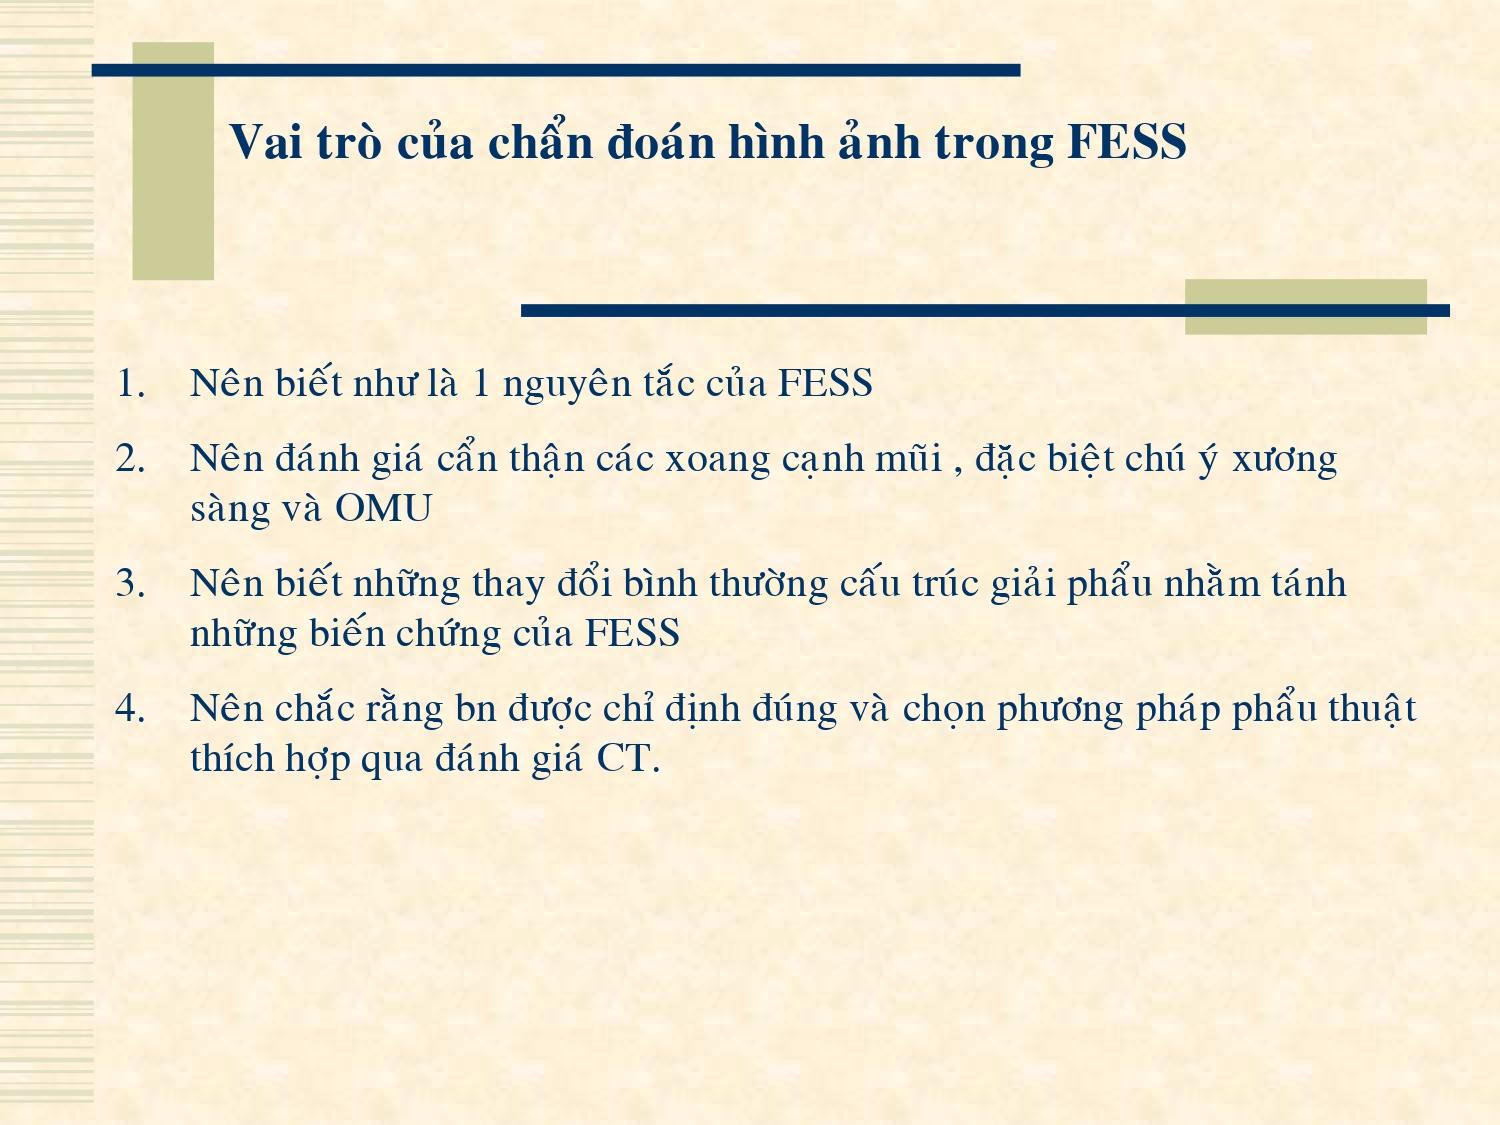 Vai trò của chẩn đoán hình ảnh trong FESS
1. Nên biết như là 1 nguyên tắc của FESS
2. Nên đánh giá cẩn thận các xoang cạnh mũi , đặc biệt chú ý xương
sàng và OMU
3. Nên biết những thay đổi bình thường cấu trúc giải phẩu nhằm tánh
những biến chứng của FESS
4. Nên chắc rằng bn được chỉ định đúng và chọn phương pháp phẩu thuật
thích hợp qua đánh giá CT.